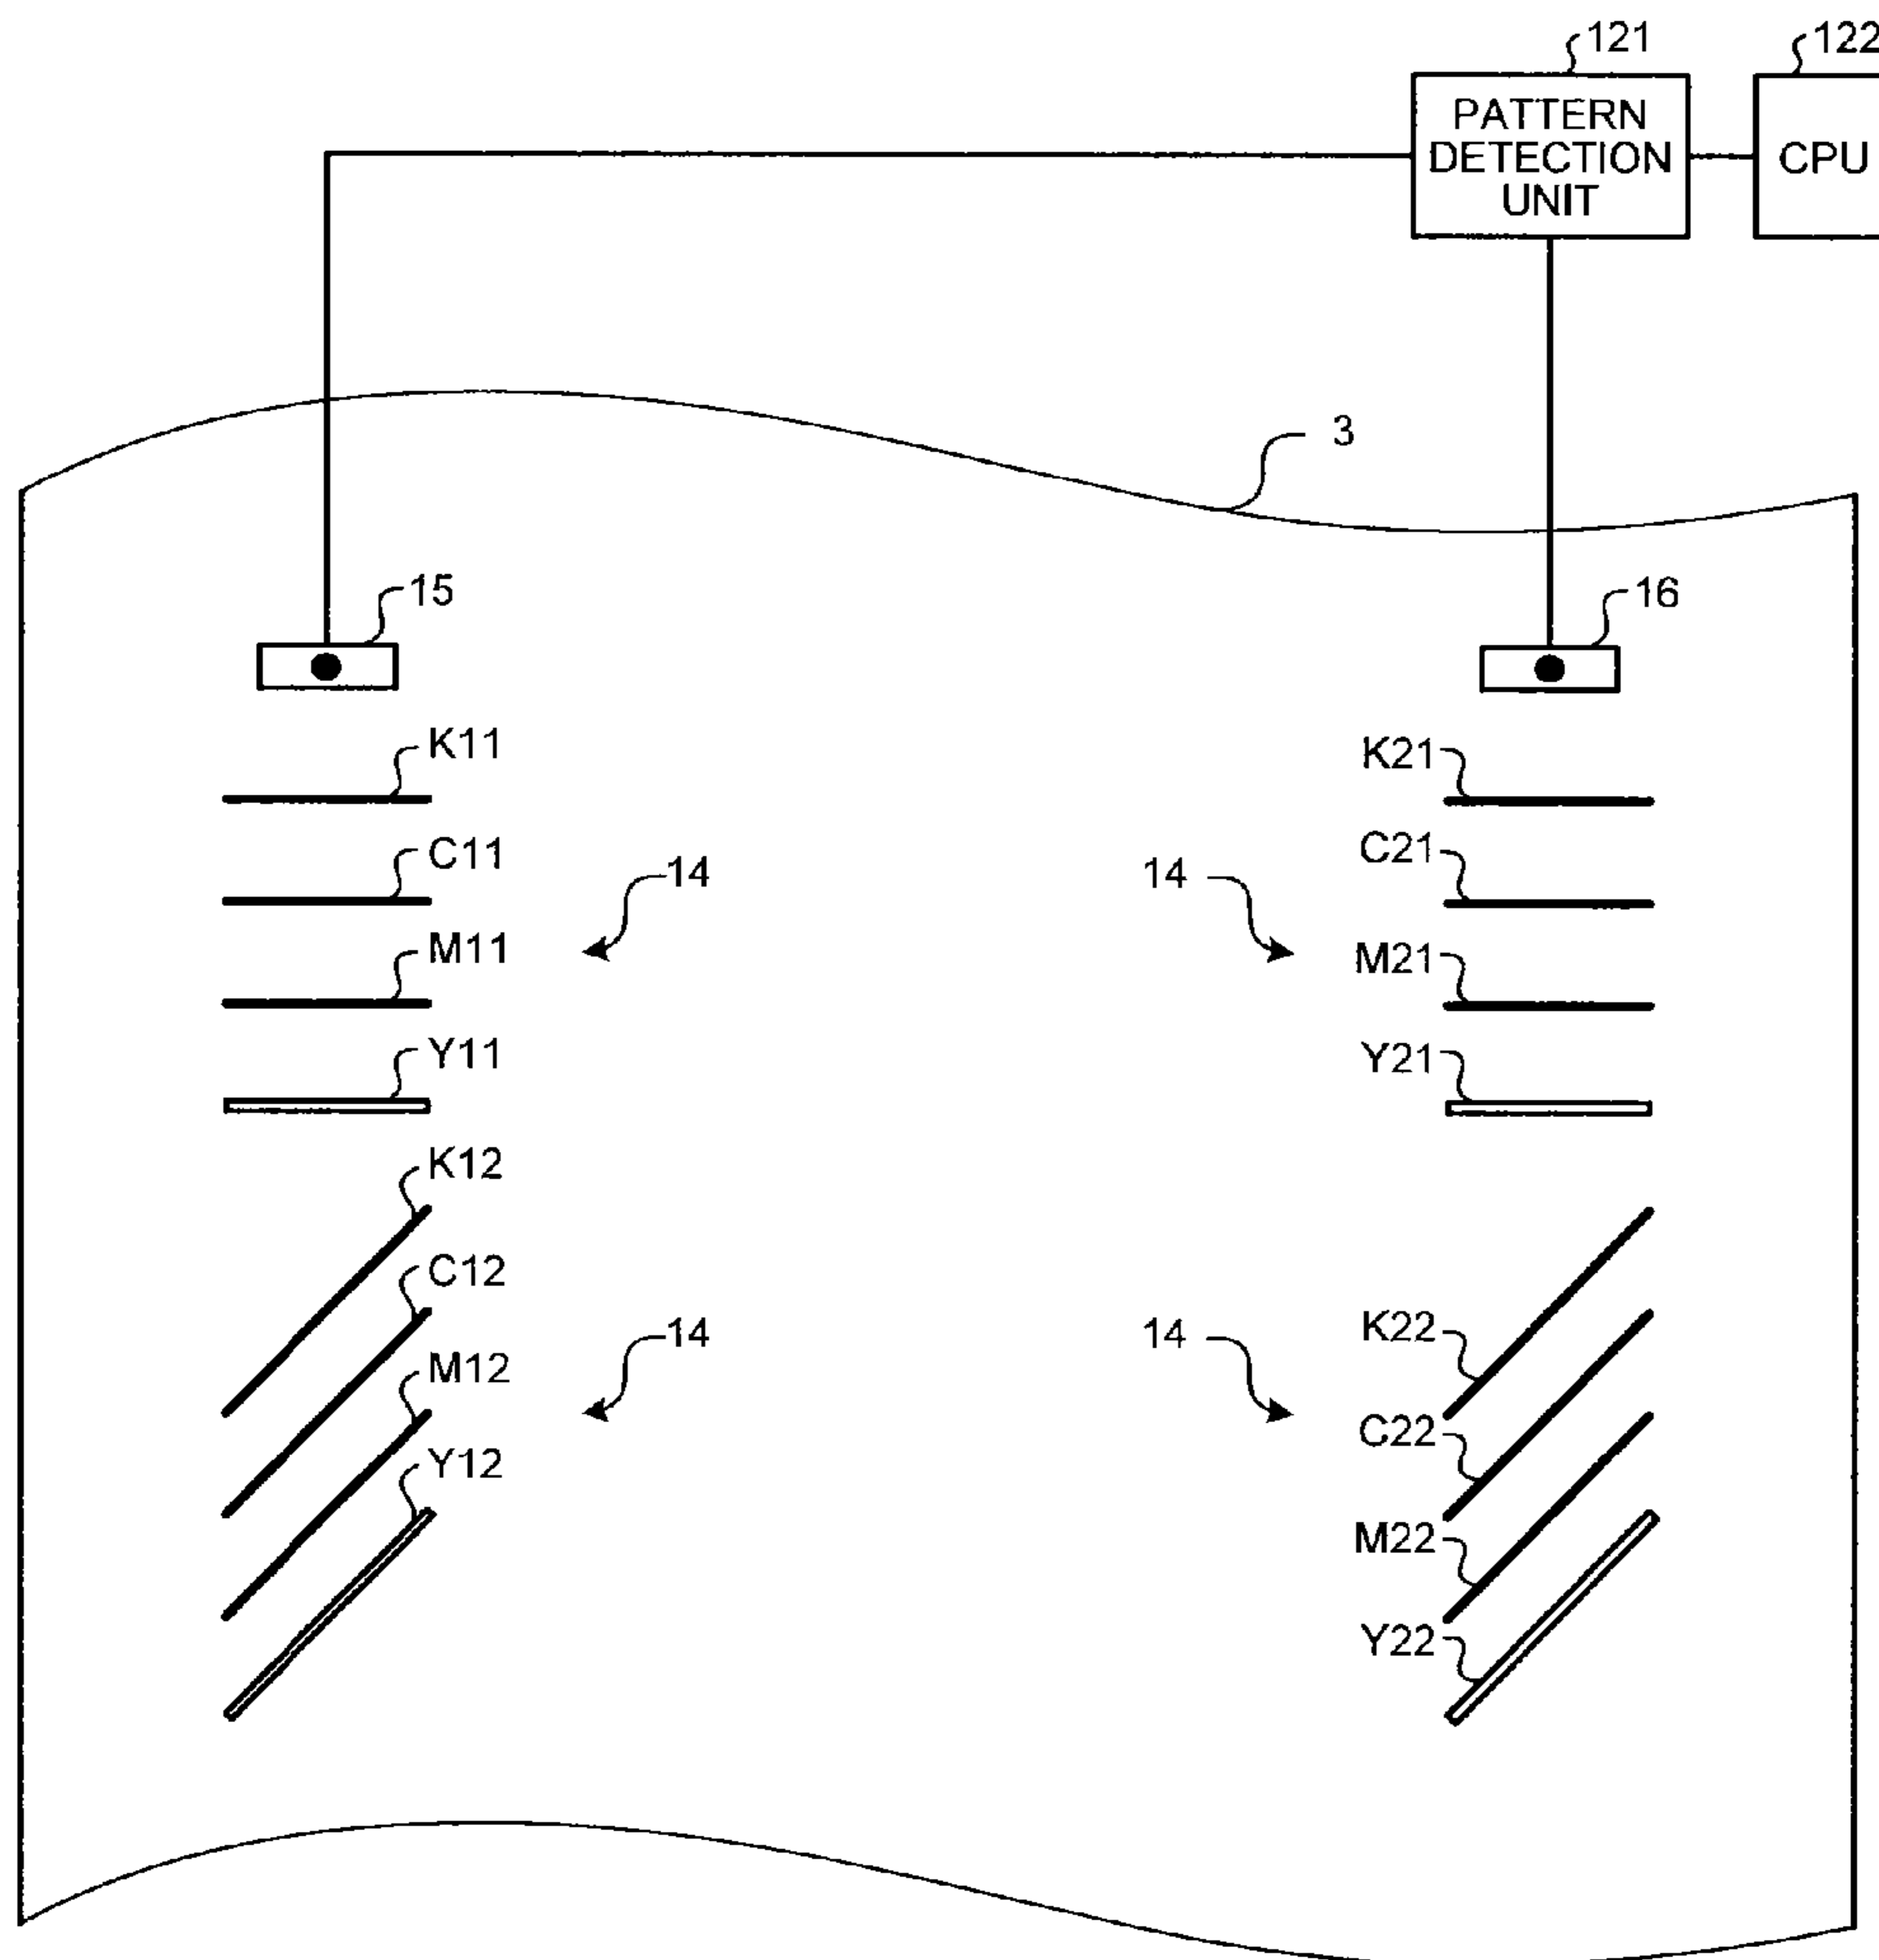 121
122
PATTERN
DETECTION
UNIT
CPU
3
15
16
K11
K21
C11
C21
14
14
M11
M21
Y11
Y21
K12
C12
14
14
K22
M12
C22
Y12
M22
Y22